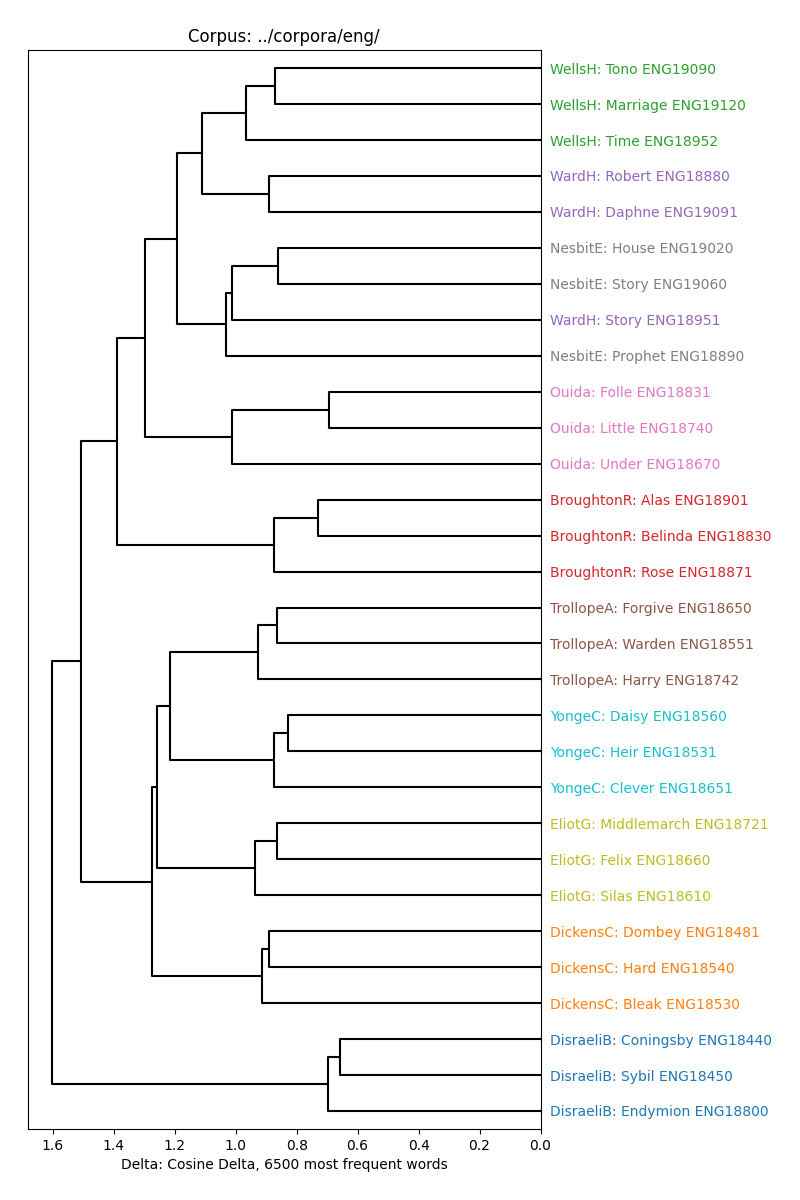 Corpus: ../corpora/eng/
WellsH: Tono ENG19090
WellsH: Marriage ENG19120
WellsH: Time ENG18952
WardH: Robert ENG18880
WardH: Daphne ENG19091
NesbitE: House ENG19020
NesbitE: Story ENG19060
WardH: Story ENG18951
NesbitE: Prophet ENG18890
Ouida: Folle ENG18831
Ouida: Little ENG18740
Ouida: Under ENG18670
BroughtonR: Alas ENG18901
BroughtonR: Belinda ENG18830
BroughtonR: Rose ENG18871
TrollopeA: Forgive ENG18650
TrollopeA: Warden ENG18551
TrollopeA: Harry ENG18742
YongeC: Daisy ENG18560
YongeC: Heir ENG18531
YongeC: Clever ENG18651
EliotG: Middlemarch ENG18721
EliotG: Felix ENG18660
EliotG: Silas ENG18610
DickensC: Dombey ENG18481
DickensC: Hard ENG18540
DickensC: Bleak ENG18530
DisraeliB: Coningsby ENG18440
DisraeliB: Sybil ENG18450
DisraeliB: Endymion ENG18800
1.6 1.4 1.2 1.0 0.8 0.6 0.4 0.2 0.0
Delta: Cosine Delta, 6500 most frequent words